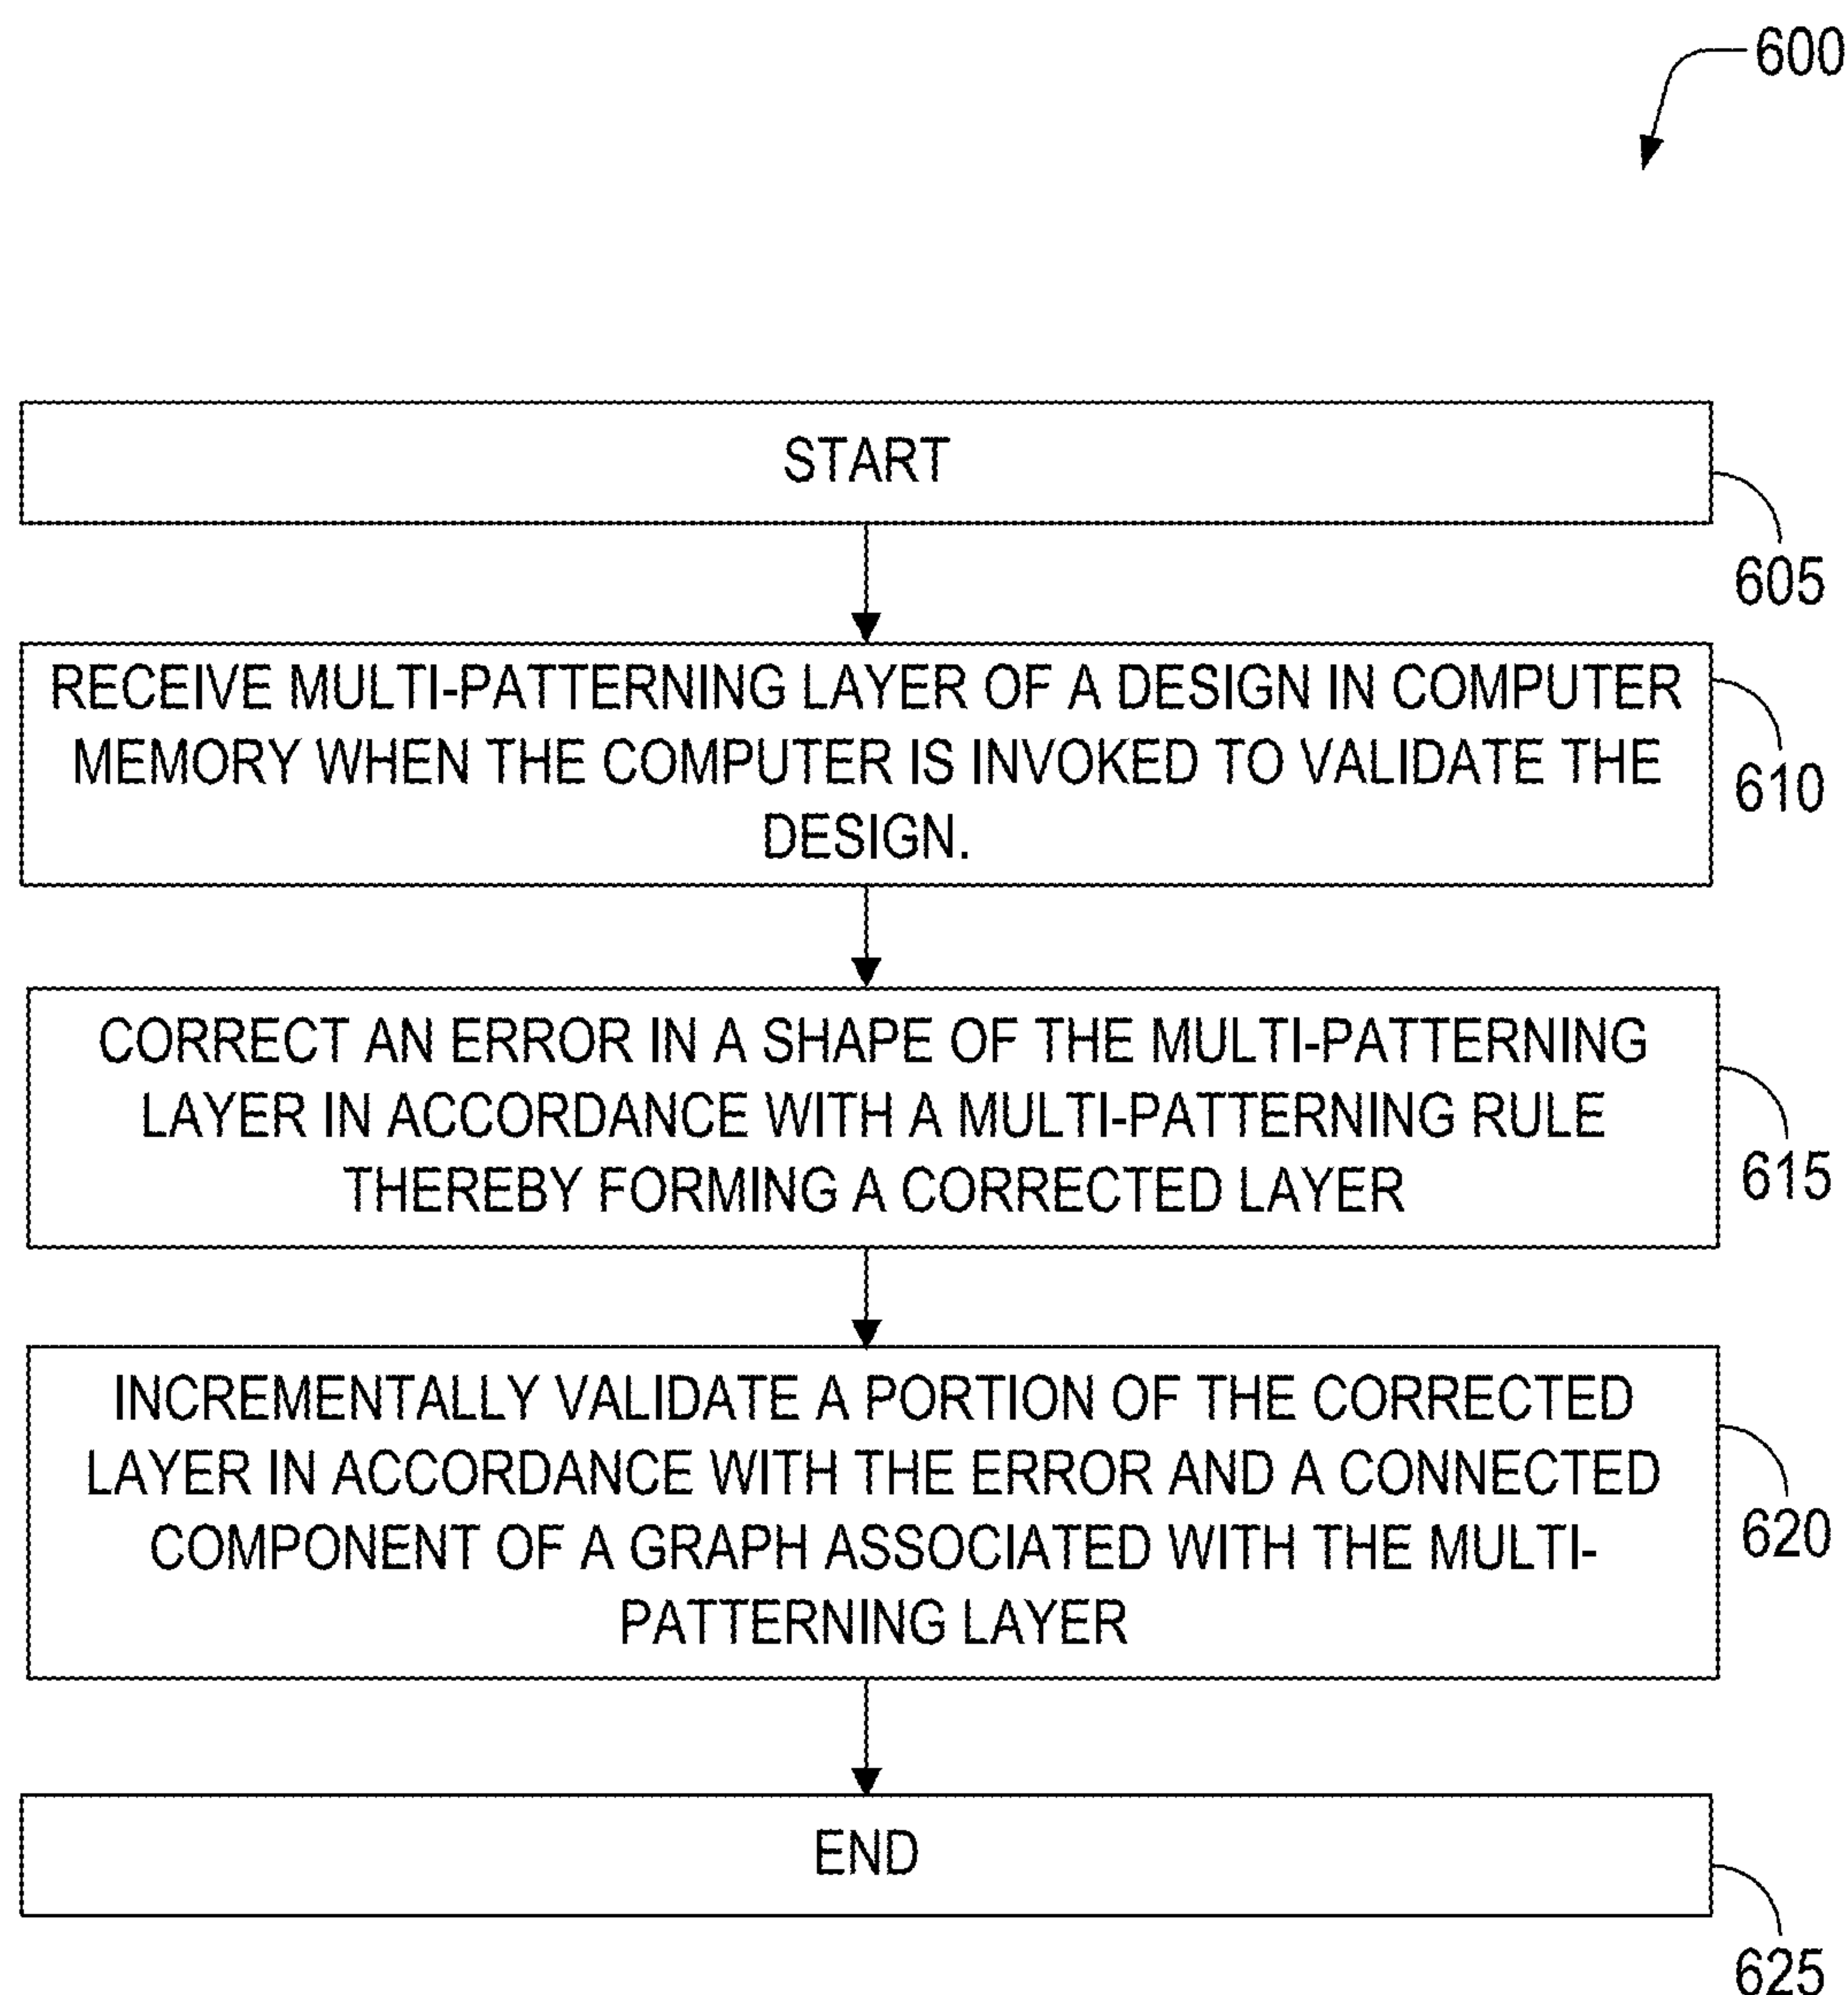 600
START
605
RECEIVE MULTI-PATTERNING LAYER OF A DESIGN IN COMPUTER
MEMORY WHEN THE COMPUTER IS INVOKED TO VALIDATE THE
DESIGN.
610
CORRECT AN ERROR IN A SHAPE OF THE MULTI-PATTERNING
LAYER IN ACCORDANCE WITH A MULTI-PATTERNING RULE
THEREBY FORMING A CORRECTED LAYER
615
INCREMENTALLY VALIDATE A PORTION OF THE CORRECTED
LAYER IN ACCORDANCE WITH THE ERROR AND A CONNECTED
COMPONENT OF A GRAPH ASSOCIATED WITH THE MULTI-
PATTERNING LAYER
620
END
625